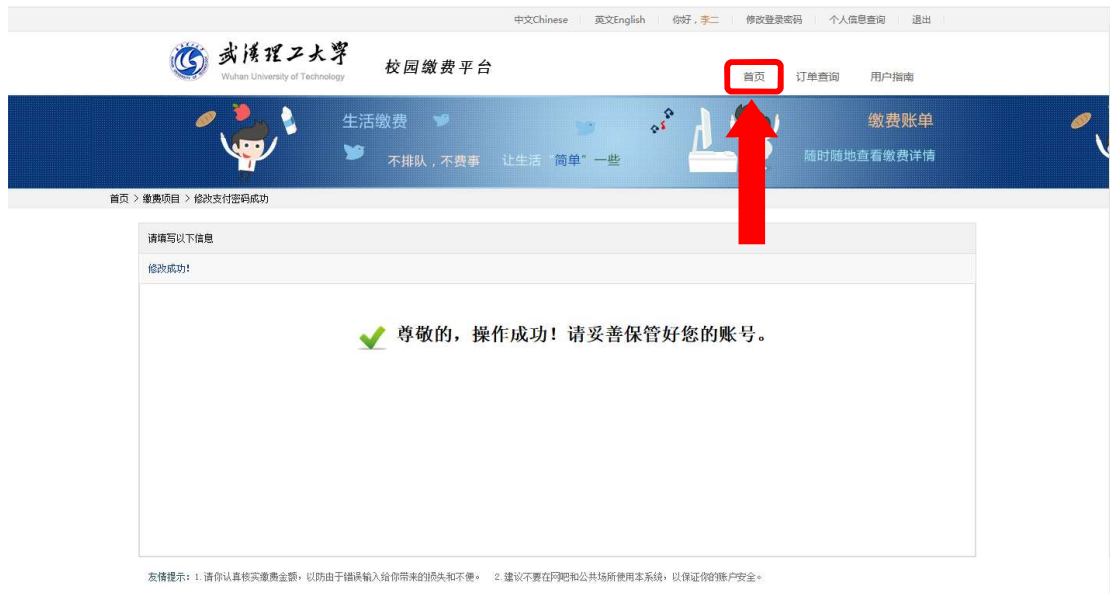 中文Chinese 英文English 你好，李二 修改登录密码 个人信息查询 退出
武汉理工大学
Wuhan University of Technology
校园缴费平台
首页 订单查询 用户指南
生活缴费
不排队，不费事 让生活“简单”一些
缴费账单
随时随地查看缴费详情
首页 > 缴费项目 > 修改支付密码成功
请填写以下信息
修改成功！
尊敬的，操作成功！请妥善保管好您的账号。
友情提示：1.请你认真核实缴费金额，以防由于错误输入给你带来的损失和不便。 2.建议不要在网吧和公共场所使用本系统，以保证你的账户安全。